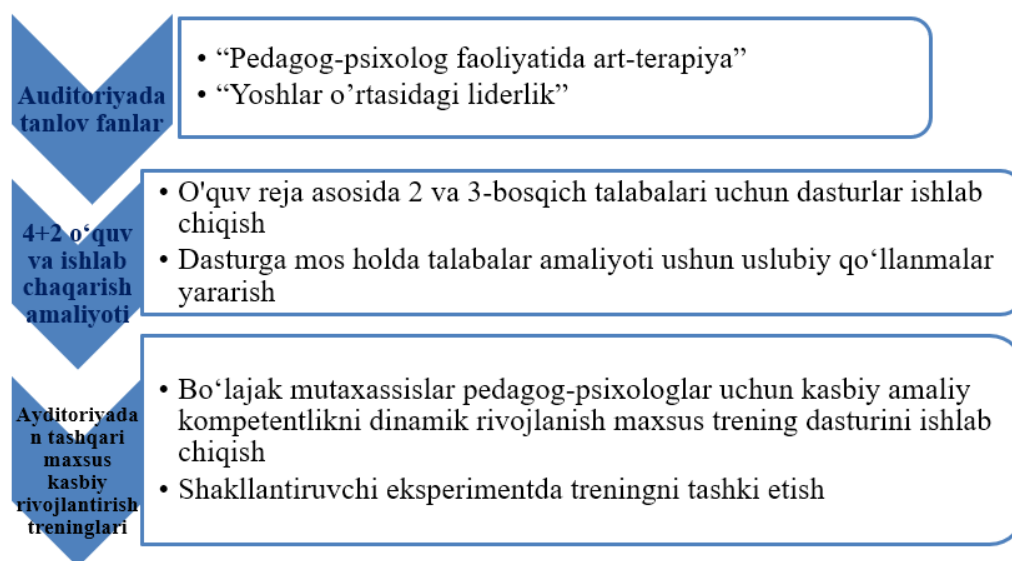 Auditoriyada
tanlov fanlar
• “Pedagog-psixolog faoliyatida art-terapiya”
• “Yoshlar o’rtasidagi liderlik”
4+2 o‘quv
va ishlab
chaqarish
amaliyoti
• O'quv reja asosida 2 va 3-bosqich talabalari uchun dasturlar ishlab
chiqish
• Dasturga mos holda talabalar amaliyoti ushun uslubiy qo‘llanmalar
yararish
Ayditoriyada
n tashqari
maxsus
kasbiy
rivojlantirish
treninglari
• Bo‘lajak mutaxassislar pedagog-psixologlar uchun kasbiy amaliy
kompetentlikni dinamik rivojlanish maxsus trening dasturini ishlab
chiqish
• Shakllantiruvchi eksperimentda treningni tashki etish